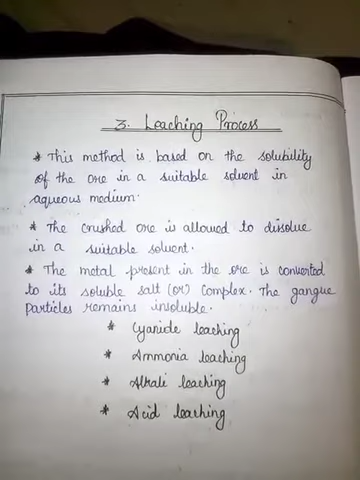 3. Leaching Process
* This method is based on the solubility
of the ore in a suitable solvent in
aqueous medium.
* The crushed ore is allowed to dissolve
in a suitable solvent.
* The metal present in the ore is converted
to its soluble salt (or) complex. The gangue
particles remains insoluble.
* Cyanide leaching
* Ammonia leaching
* Alkali leaching
* Acid leaching